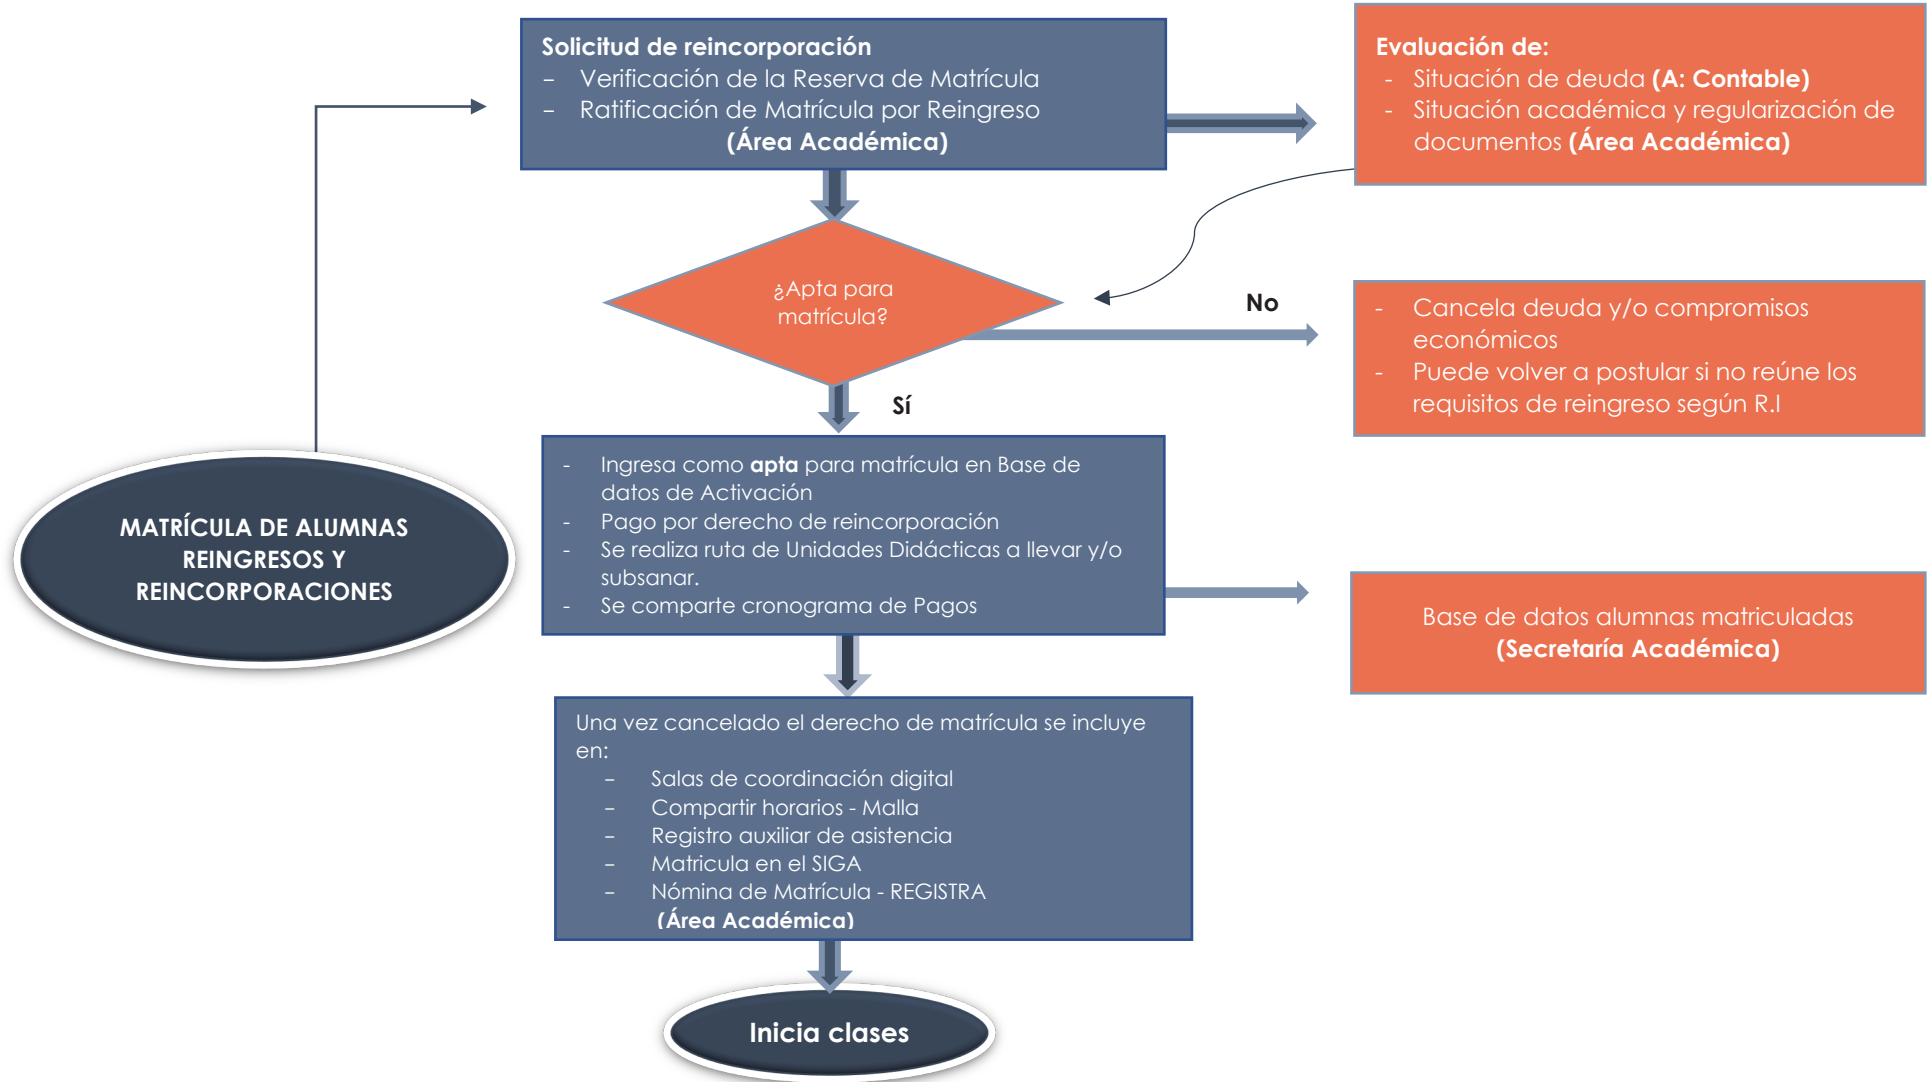 Solicitud de reincorporación
- Verificación de la Reserva de Matrícula
- Ratificación de Matrícula por Reingreso
(Área Académica)
Evaluación de:
- Situación de deuda (A: Contable)
- Situación académica y regularización de
documentos (Área Académica)
¿Apta para
matrícula?
No
- Cancela deuda y/o compromisos
económicos
- Puede volver a postular si no reúne los
requisitos de reingreso según R.I
Sí
MATRÍCULA DE ALUMNAS
REINGRESOS Y
REINCORPORACIONES
- Ingresa como apta para matrícula en Base de
datos de Activación
- Pago por derecho de reincorporación
- Se realiza ruta de Unidades Didácticas a llevar y/o
subsanar.
- Se comparte cronograma de Pagos
Base de datos alumnas matriculadas
(Secretaría Académica)
Una vez cancelado el derecho de matrícula se incluye
en:
- Salas de coordinación digital
- Compartir horarios - Malla
- Registro auxiliar de asistencia
- Matricula en el SIGA
- Nómina de Matrícula - REGISTRA
(Área Académica)
Inicia clases